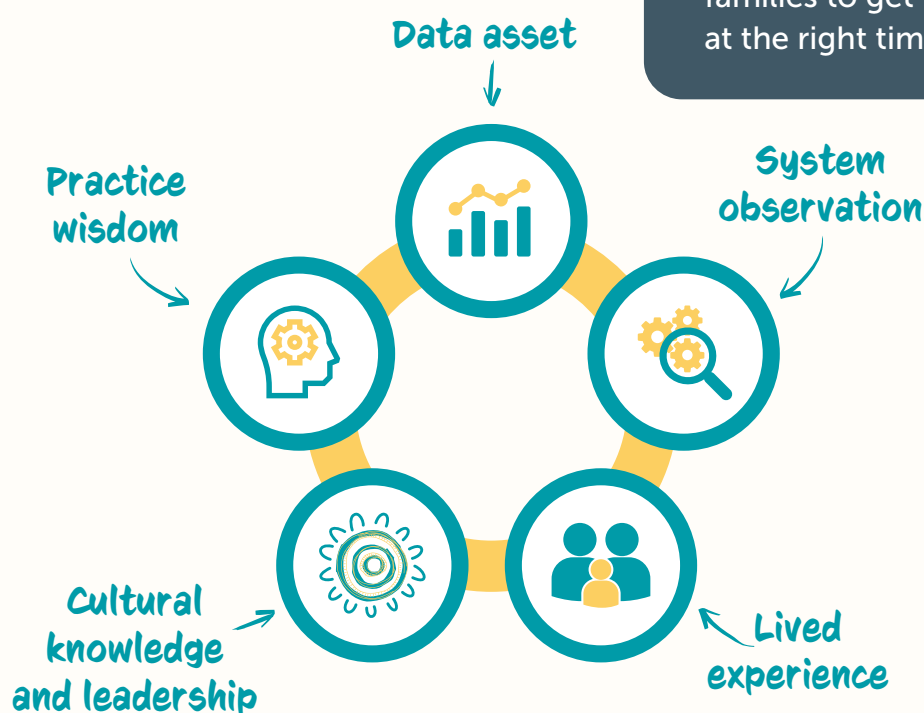 families to get
at the right tim
Data asset
System
observation
Practice
wisdom
Cultural
knowledge
and leadership
Lived
experience